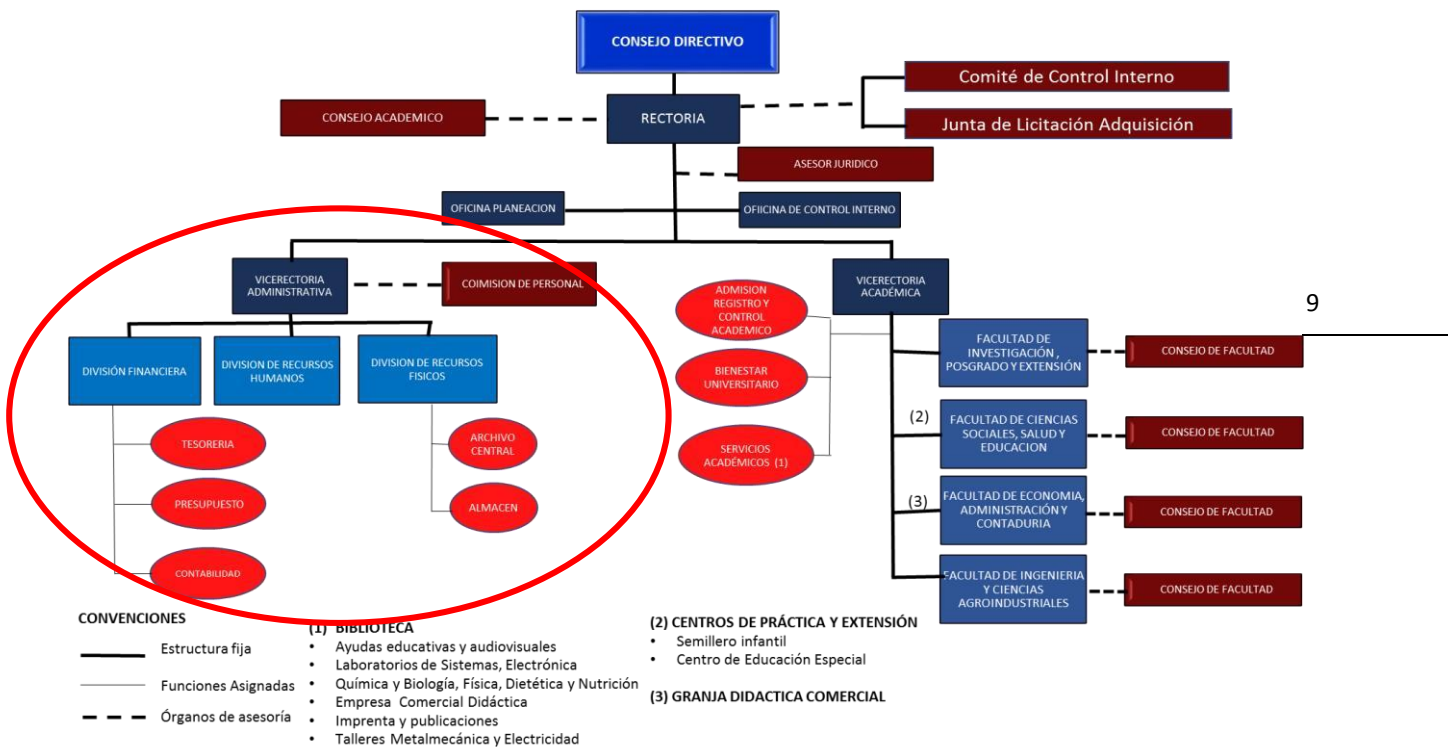 CONSEJO DIRECTIVO
Comité de Control Interno
CONSEJO ACADEMICO
RECTORIA
Junta de Licitación Adquisición
ASESOR JURIDICO
OFICINA PLANEACION
OFIICINA DE CONTROL INTERNO
VICERECTORIA
ADMINISTRATIVA
COIMISION DE PERSONAL
VICERECTORIA
ACADÉMICA
DIVISIÓN FINANCIERA
DIVISION DE RECURSOS
HUMANOS
DIVISION DE RECURSOS
FISICOS
TESORERIA
PRESUPUESTO
CONTABILIDAD
ARCHIVO
CENTRAL
ALMACEN
ADMISION
REGISTRO Y
CONTROL
ACADEMICO
BIENESTAR
UNIVERSITARIO
SERVICIOS
ACADÉMICOS (1)
9
FACULTAD DE
INVESTIGACIÓN ,
POSGRADO Y EXTENSIÓN
CONSEJO DE FACULTAD
(2)
FACULTAD DE CIENCIAS
SOCIALES, SALUD Y
EDUCACION
CONSEJO DE FACULTAD
(3)
FACULTAD DE ECONOMIA,
ADMINISTRACIÓN Y
CONTADURIA
CONSEJO DE FACULTAD
FACULTAD DE INGENIERIA
Y CIENCIAS
AGROINDUSTRIALES
CONSEJO DE FACULTAD
CONVENCIONES
Estructura fija
Funciones Asignadas
Órganos de asesoría
(1) BIBLIOTECA
• Ayudas educativas y audiovisuales
• Laboratorios de Sistemas, Electrónica
• Química y Biología, Física, Dietética y Nutrición
• Empresa Comercial Didáctica
• Imprenta y publicaciones
• Talleres Metalmecánica y Electricidad
(2) CENTROS DE PRÁCTICA Y EXTENSIÓN
• Semillero infantil
• Centro de Educación Especial
(3) GRANJA DIDACTICA COMERCIAL